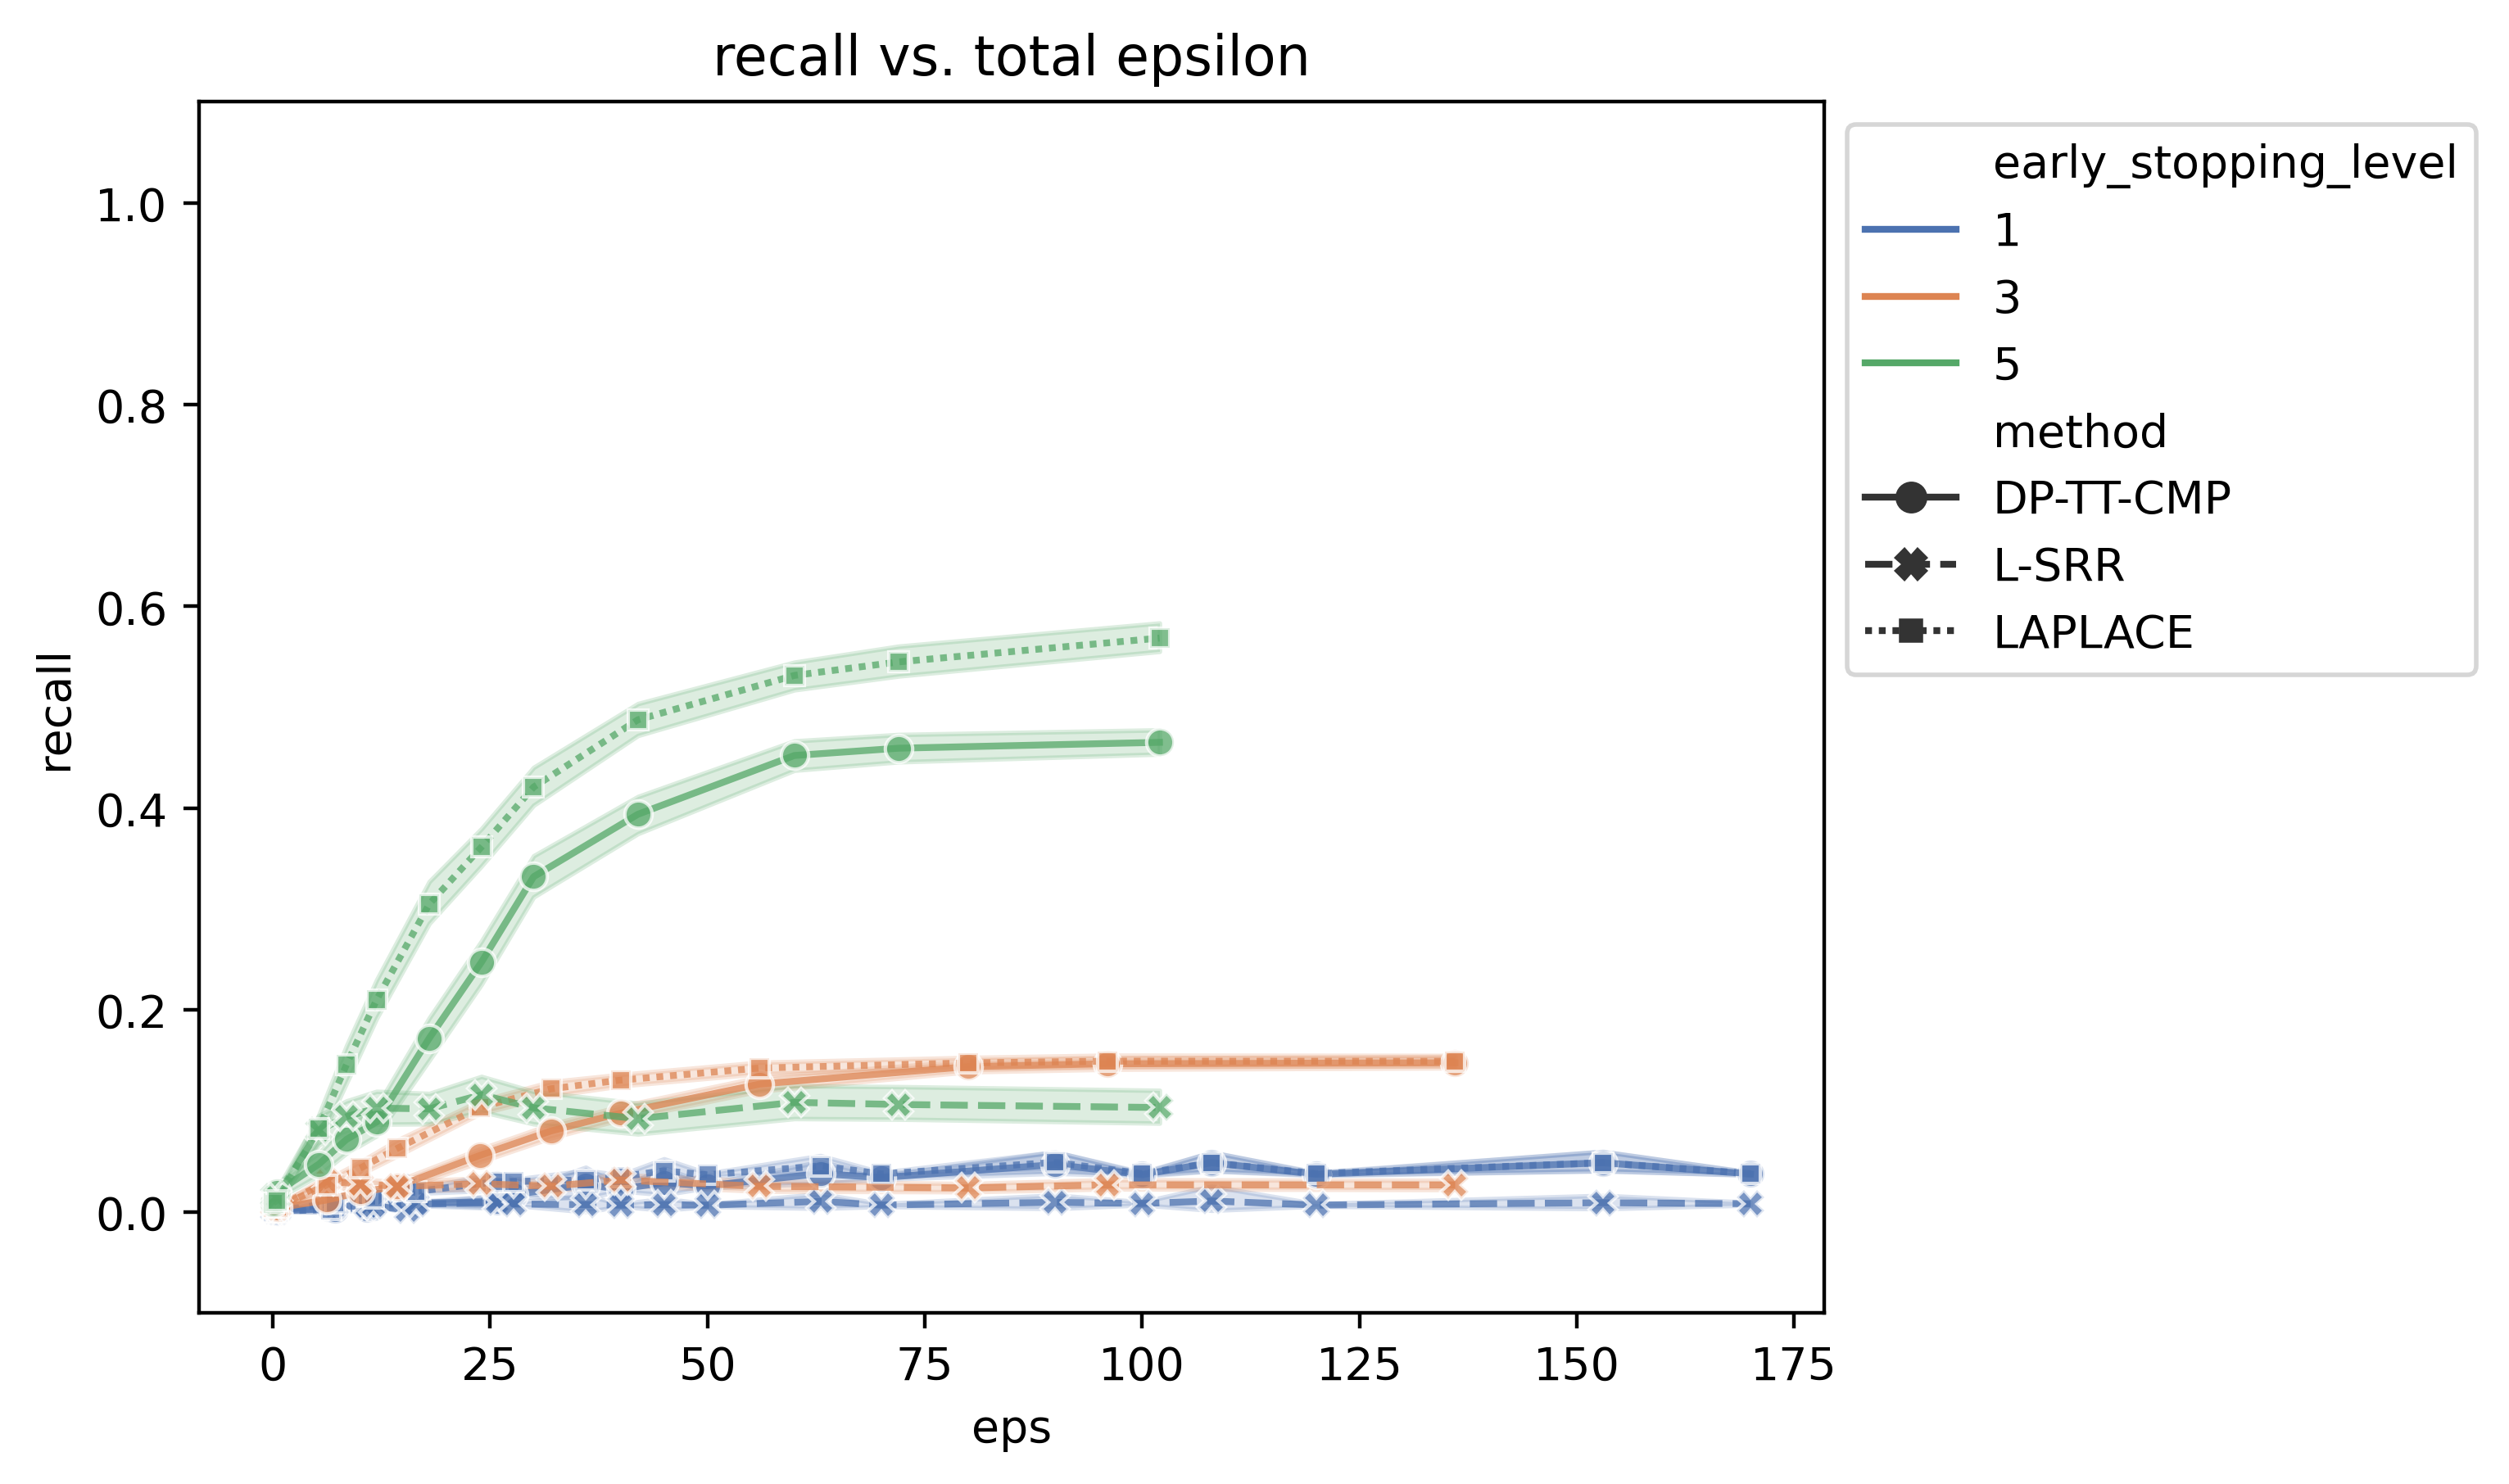 recall vs. total epsilon
1.0
0.8
0.6
0.4
0.2
0.0
recall
0 25 50 75 100 125 150 175
eps
early_stopping_level
1
3
5
method
DP-TT-CMP
L-SRR
LAPLACE